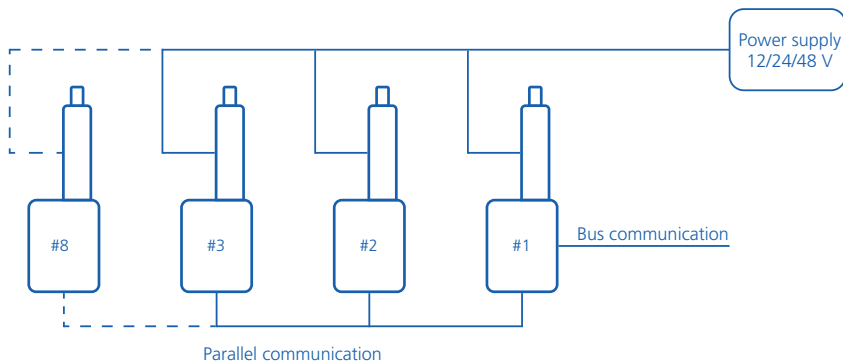 Power supply
12/24/48 V
#8
#3
#2
#1
Bus communication
Parallel communication